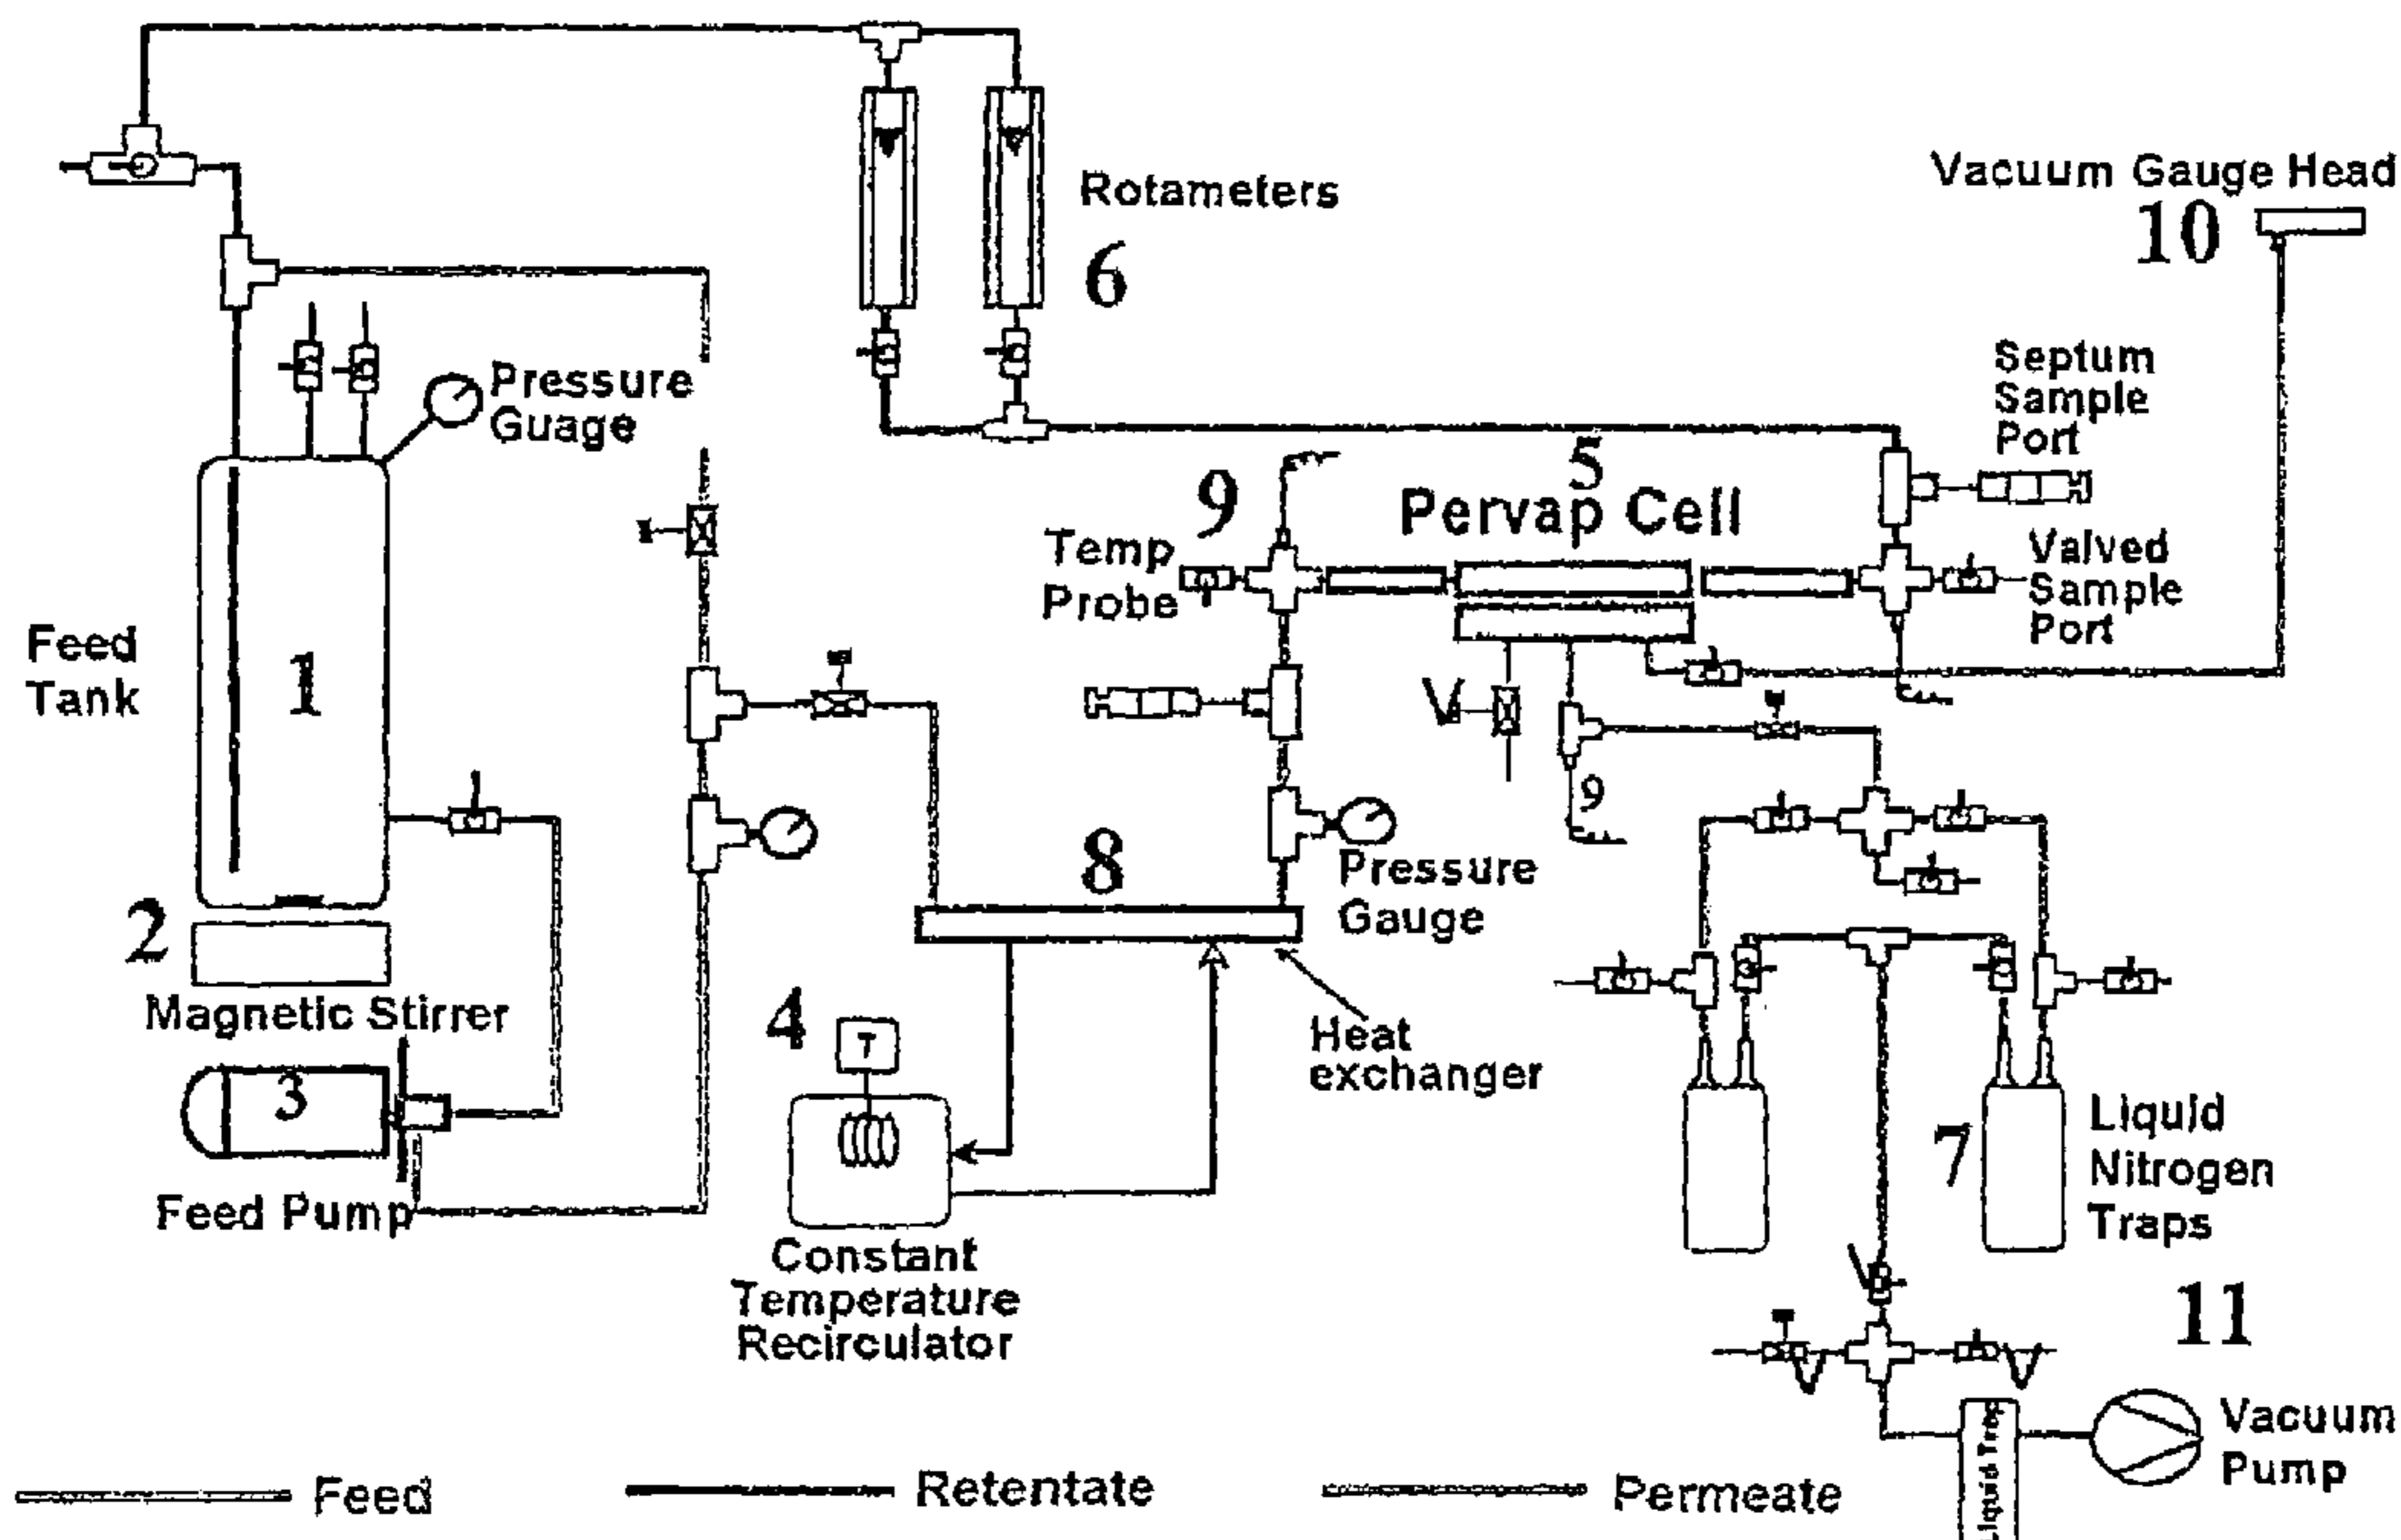 Rotameters
6
Vacuum Gauge Head
10
Pressure
Guage
Septum
Sample
Port
5
Pervap Cell
9
Temp
Probe
Valved
Sample
Port
Feed
Tank
1
V
9
8
Pressure
Gauge
2
Magnetic Stirrer
4
T
Heat
exchanger
3
Feed Pump
7
Liquid
Nitrogen
Traps
Constant
Temperature
Recirculator
V
11
V
V
Vacuum
Pump
Liquid Trap
Feed
Retentate
Permeate